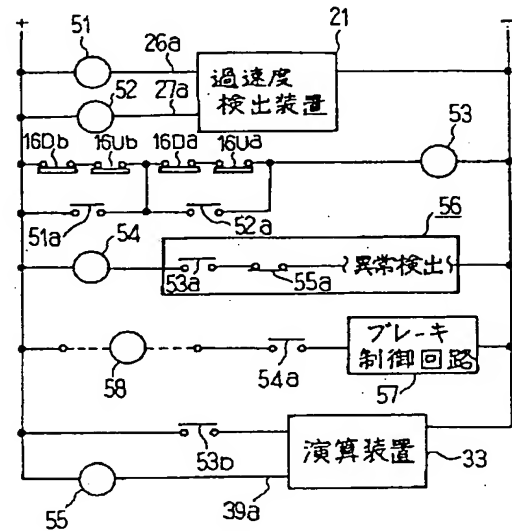 +
−
51
26a
21
過速度
検出装置
52
27a
53
16Db
16Ub
16Da
16Ua
51a
52a
56
54
53a
55a
異常検出
58
54a
ブレーキ
制御回路
57
53b
演算装置
33
55
39a